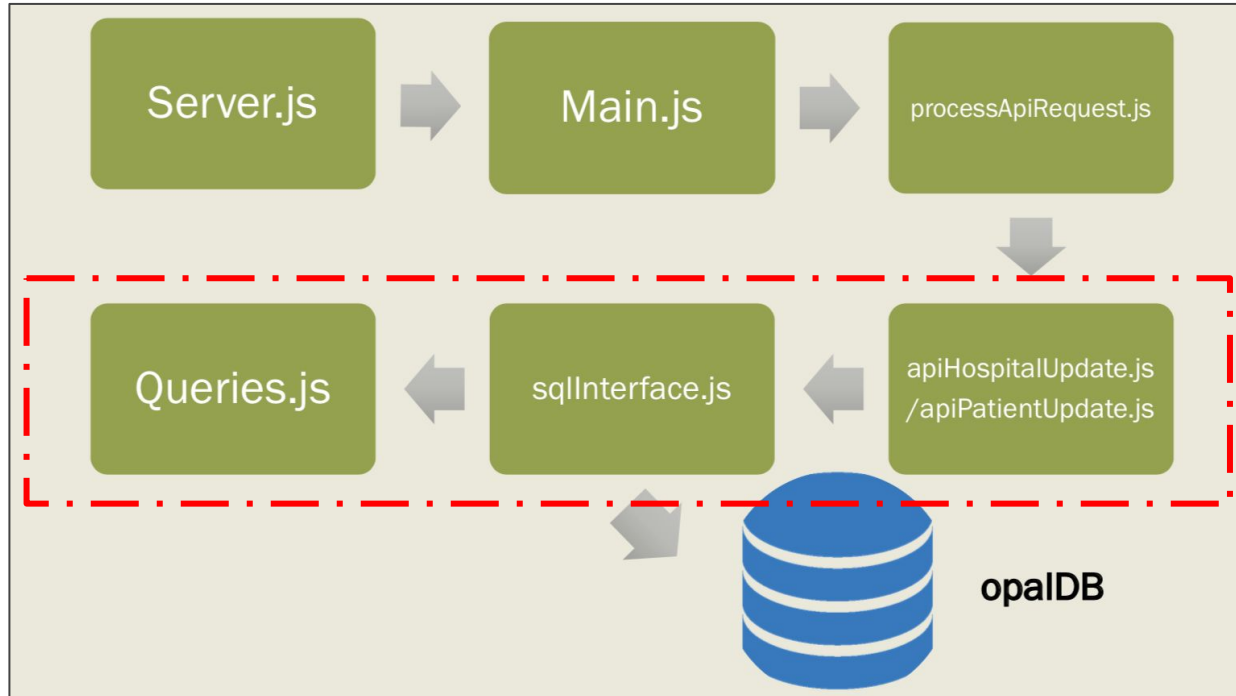 Server.js
Main.js
processApiRequest.js
Queries.js
sqlInterface.js
apiHospitalUpdate.js
/apiPatientUpdate.js
opalDB